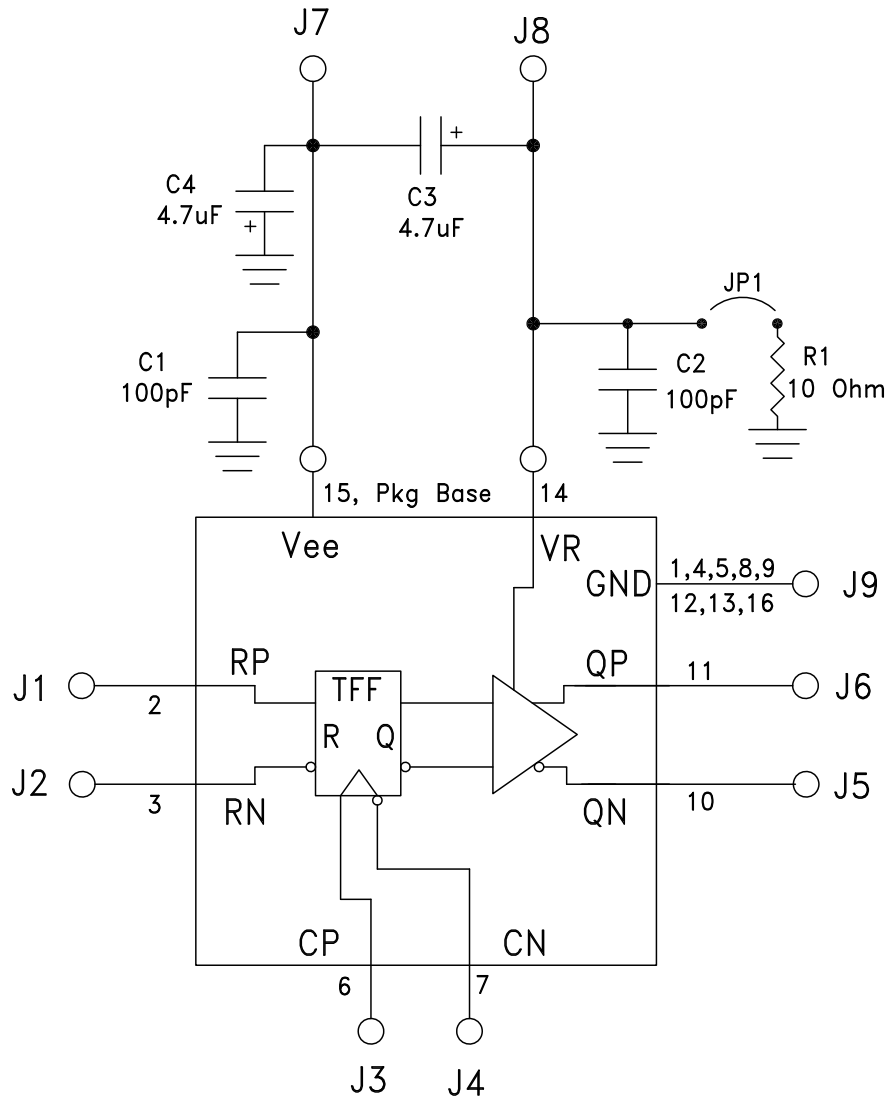 J7
J8
+
C4
4.7uF
+
C3
4.7uF
JP1
C1
100pF
C2
100pF
R1
10 Ohm
15, Pkg Base
14
Vee
VR
GND
1,4,5,8,9
12,13,16
J9
J1
2
RP
TFF
R
Q
QP
11
J6
J2
3
RN
QN
10
J5
CP
CN
6
7
J3
J4